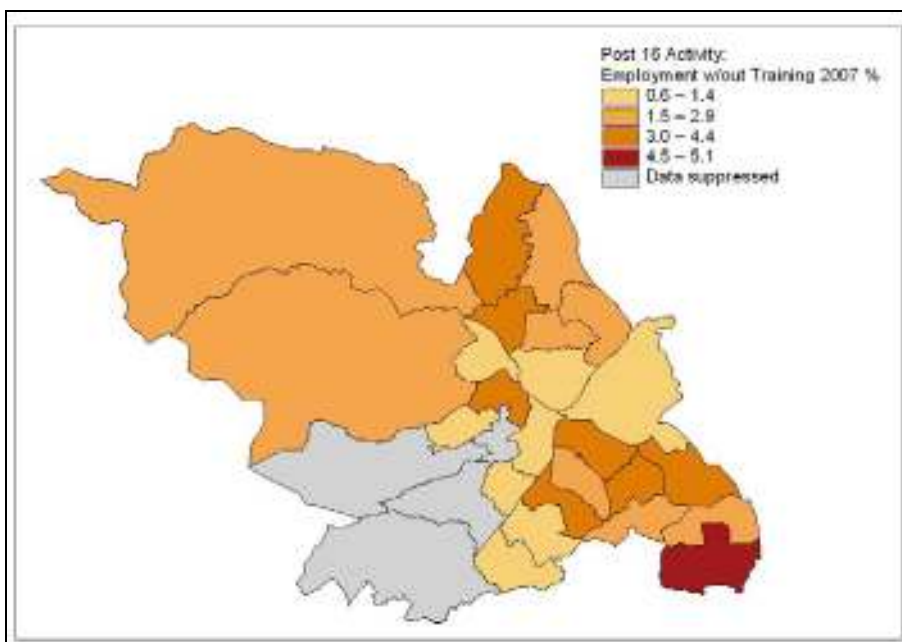 Post 16 Activity:
Employment w/out Training 2007 %
0.6 – 1.4
1.5 – 2.9
3.0 – 4.4
4.5 – 5.1
Data suppressed